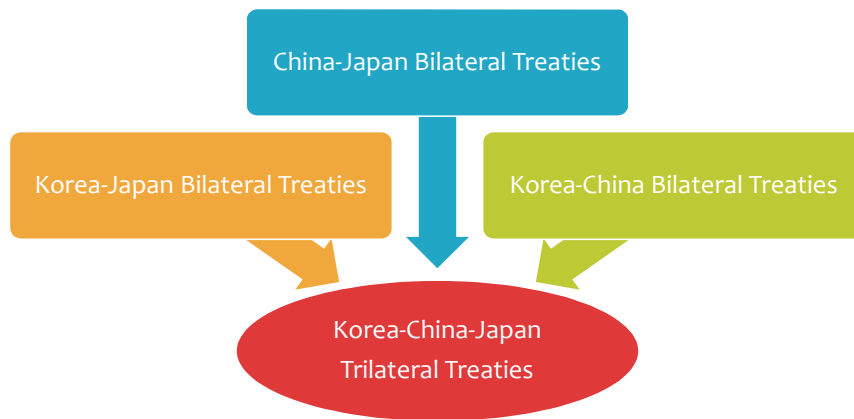 China-Japan Bilateral Treaties
Korea-Japan Bilateral Treaties
Korea-China Bilateral Treaties
Korea-China-Japan
Trilateral Treaties